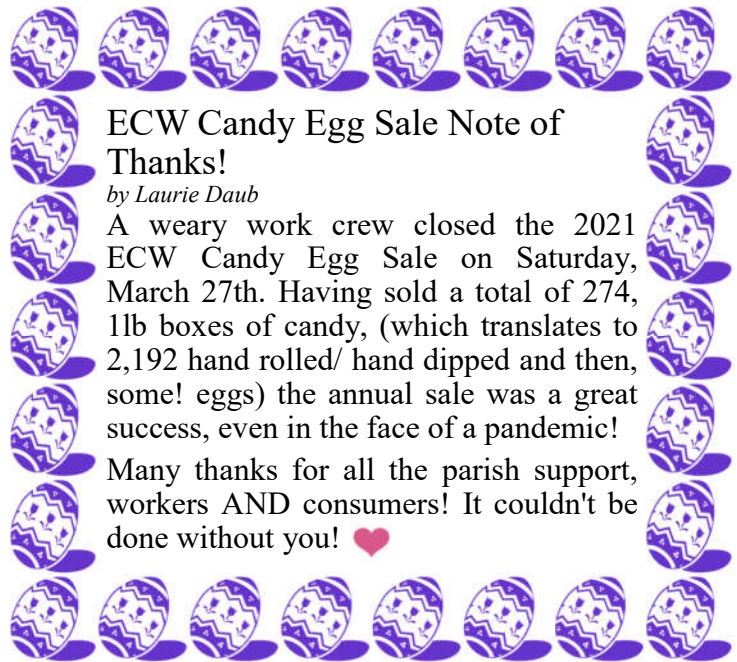 ECW Candy Egg Sale Note of
Thanks!
by Laurie Daub
A weary work crew closed the 2021
ECW Candy Egg Sale on Saturday,
March 27th. Having sold a total of 274,
1lb boxes of candy, (which translates to
2,192 hand rolled/ hand dipped and then,
some! eggs) the annual sale was a great
success, even in the face of a pandemic!
Many thanks for all the parish support,
workers AND consumers! It couldn't be
done without you!